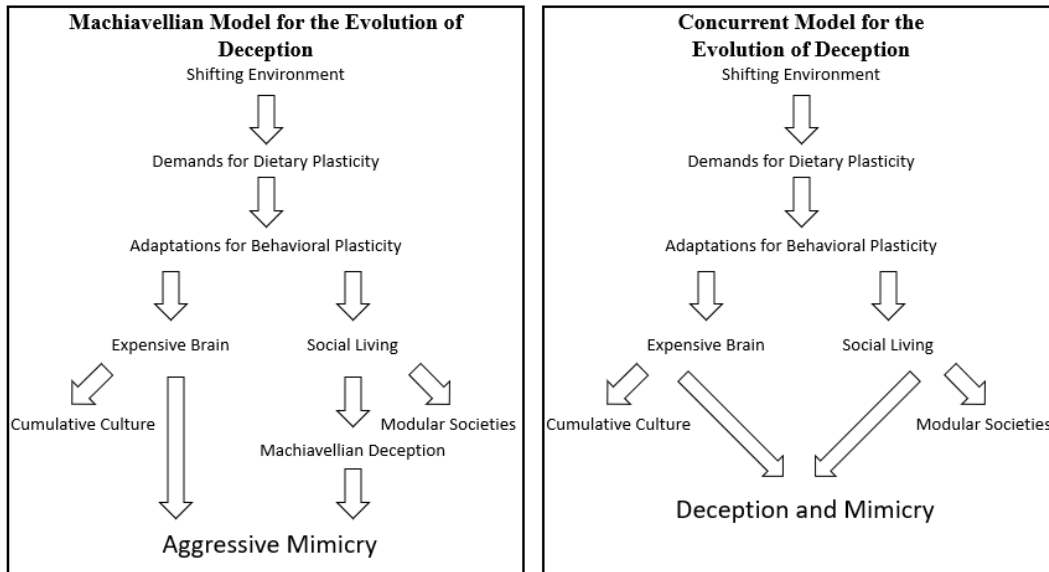 Machiavellian Model for the Evolution of
Deception
Shifting Environment
Demands for Dietary Plasticity
Adaptations for Behavioral Plasticity
Expensive Brain
Social Living
Cumulative Culture
Modular Societies
Machiavellian Deception
Aggressive Mimicry
Concurrent Model for the
Evolution of Deception
Shifting Environment
Demands for Dietary Plasticity
Adaptations for Behavioral Plasticity
Expensive Brain
Social Living
Cumulative Culture
Modular Societies
Deception and Mimicry